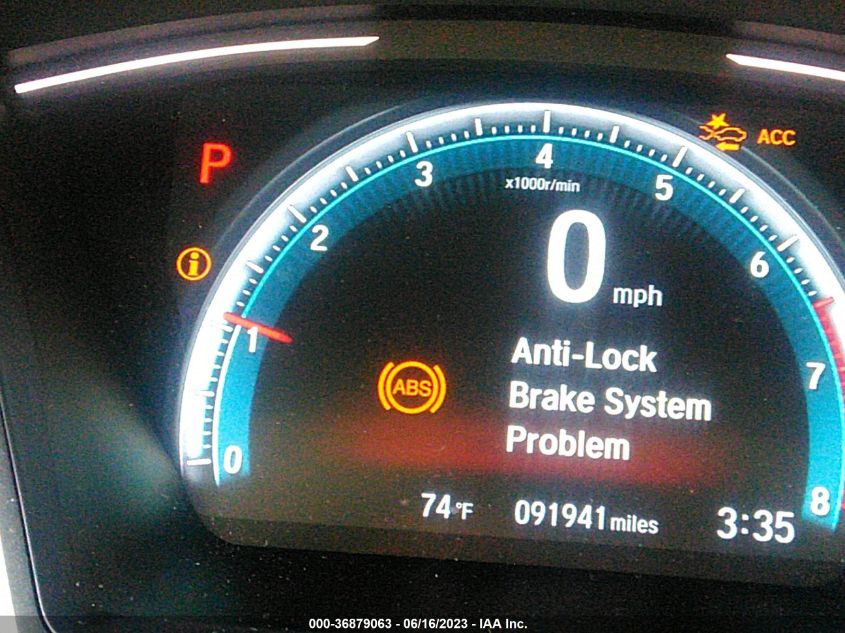 P
ACC
4
3
5
x1000r/min
2
0
6
mph
i
1
Anti-Lock
7
ABS
Brake System
Problem
0
8
74°F 091941 miles 3:35
000-36879063 - 06/16/2023 - IAA Inc.